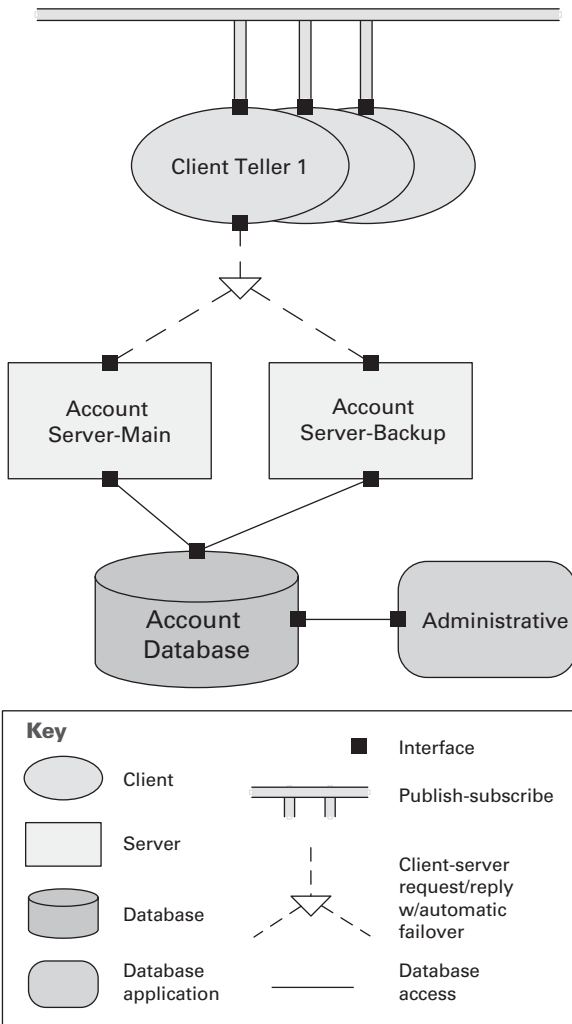 Client Teller 1
Account
Server-Main
Account
Server-Backup
Account
Database
Administrative
Key
Client
Server
Database
Database
application
Interface
Publish-subscribe
Client-server
request/reply
w/automatic
failover
Database
access